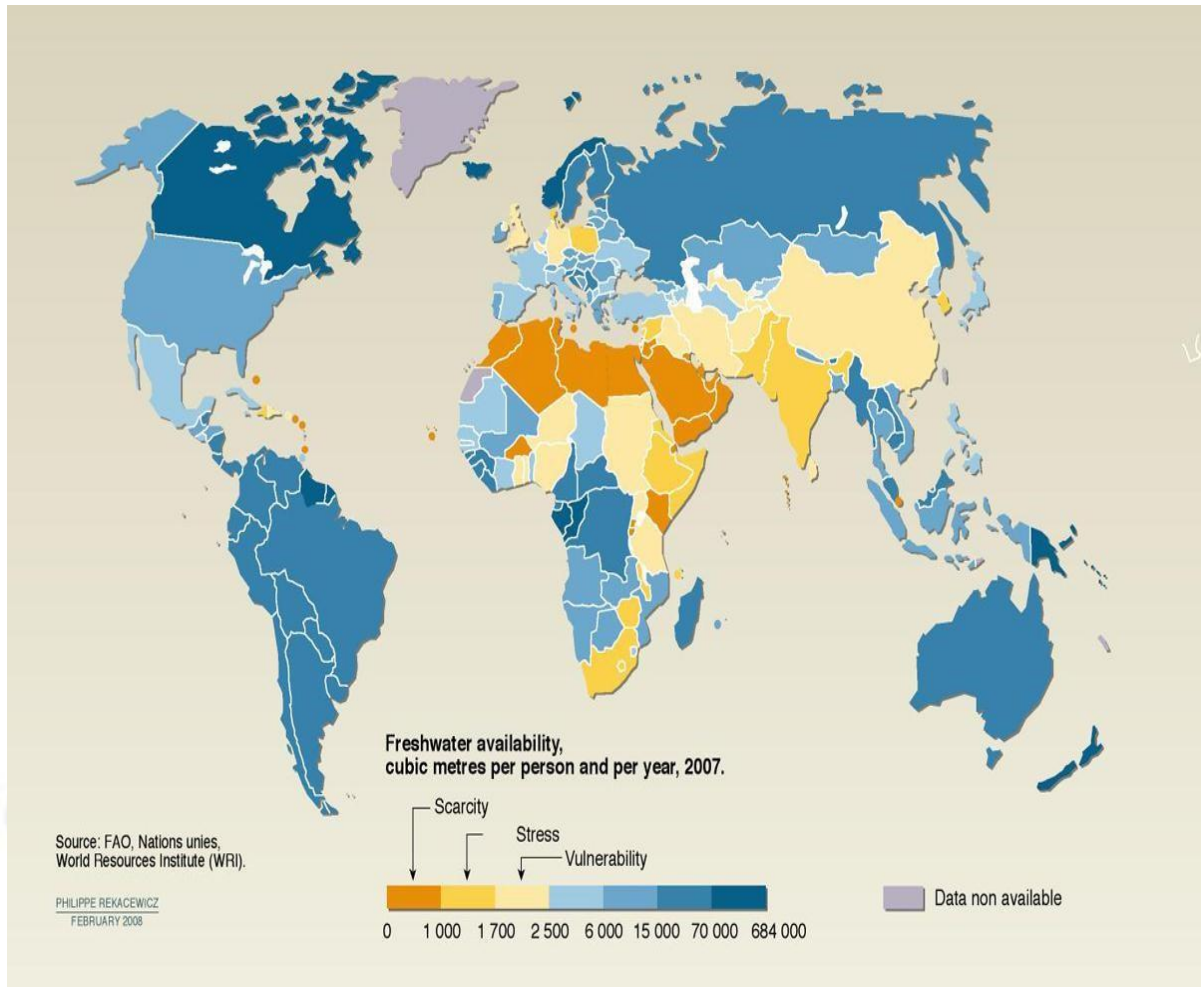 Freshwater availability,
cubic metres per person and per year, 2007.
Scarcity
Stress
Vulnerability
0 1 000 1 700 2 500 6 000 15 000 70 000 684 000
Data non available
Source: FAO, Nations unies,
World Resources Institute (WRI).
PHILIPPE REKACEWICZ
FEBRUARY 2008